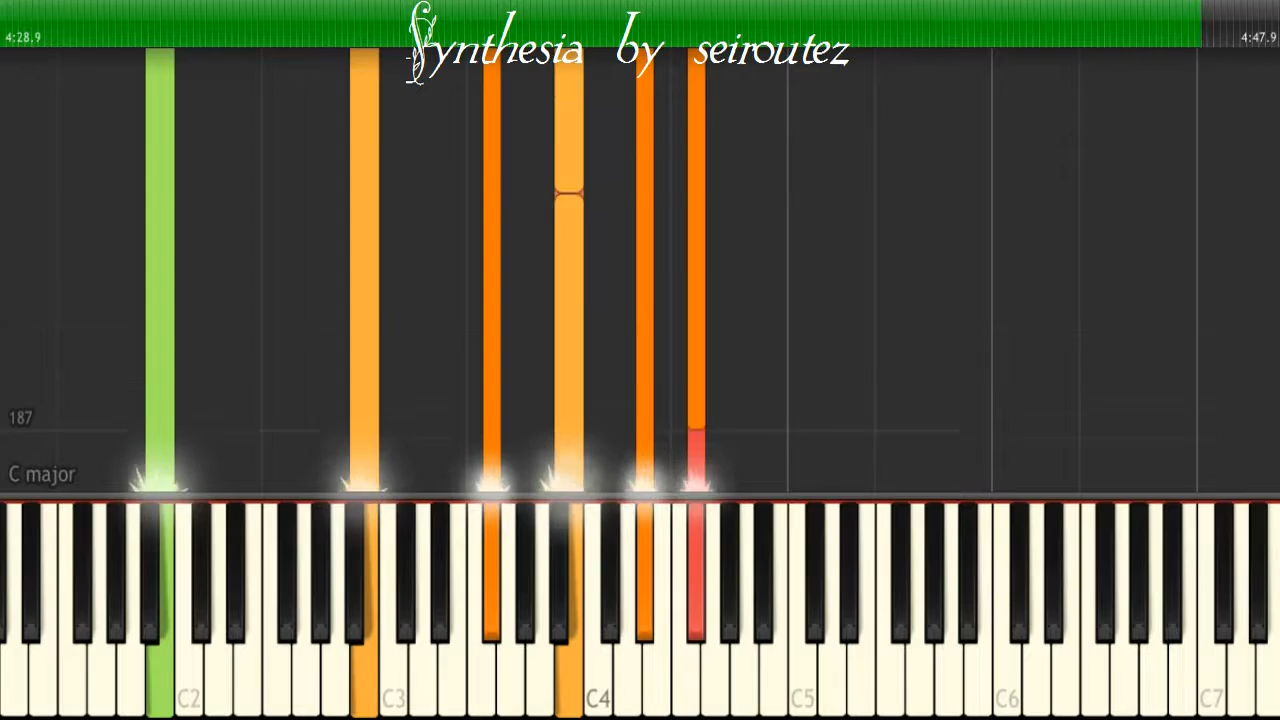 Synthesia by seiroutez
4:28.9
4:47.9
187
C major
C2
C3
C4
C5
C6
C7